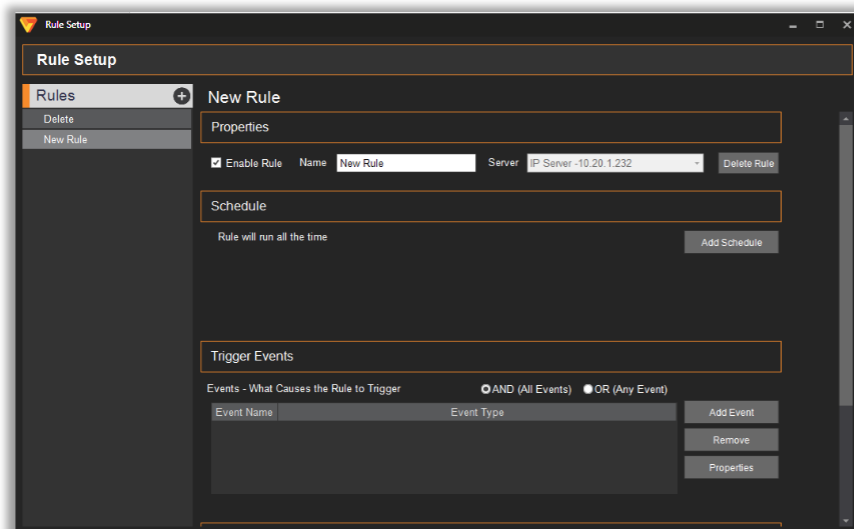 Rule Setup
Rule Setup
Rules
Delete
New Rule
New Rule
Properties
Enable Rule Name New Rule Server IP Server -10.20.1.232 Delete Rule
Schedule
Rule will run all the time Add Schedule
Trigger Events
Events - What Causes the Rule to Trigger AND (All Events) OR (Any Event)
Event Name Event Type Add Event
Remove
Properties